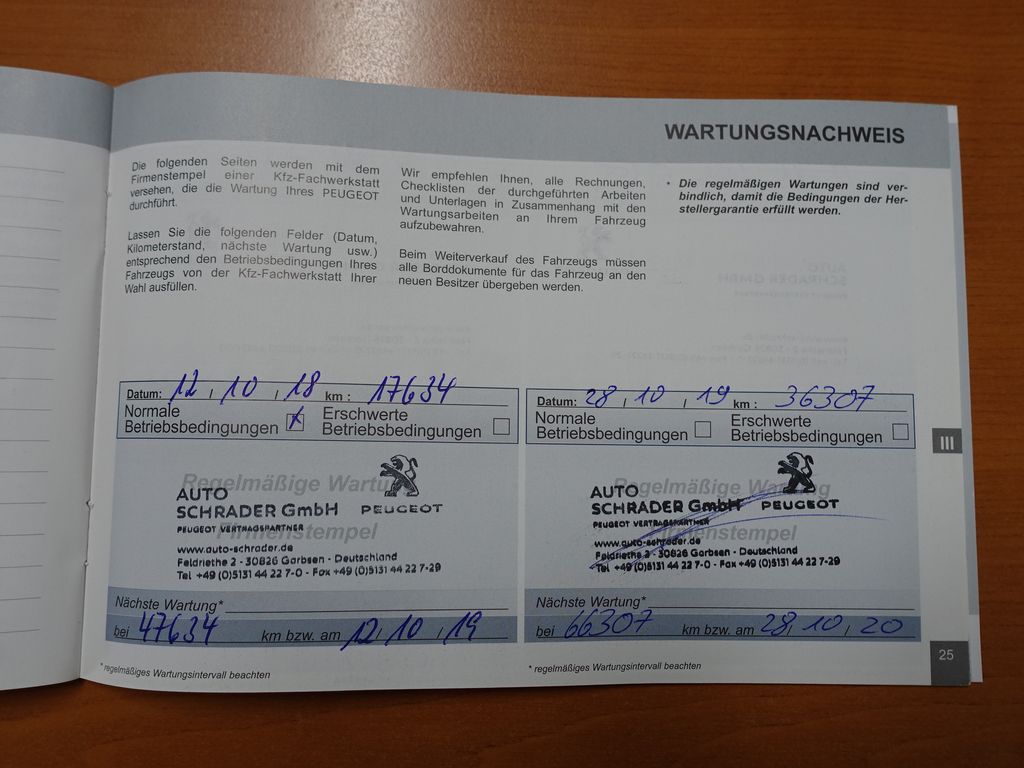 WARTUNGSNACHWEIS
Die folgenden Seiten werden mit dem
Firmenstempel einer Kfz-Fachwerkstatt
versehen, die die Wartung Ihres PEUGEOT
durchführt.
Lassen Sie die folgenden Felder (Datum,
Kilometerstand, nächste Wartung usw.)
entsprechend den Betriebsbedingungen Ihres
Fahrzeugs von der Kfz-Fachwerkstatt Ihrer
Wahl ausfüllen.
Wir empfehlen Ihnen, alle Rechnungen,
Checklisten der durchgeführten Arbeiten
und Unterlagen in Zusammenhang mit den
Wartungsarbeiten an Ihrem Fahrzeug
aufzubewahren.
Beim Weiterverkauf des Fahrzeugs müssen
alle Borddokumente für das Fahrzeug an den
neuen Besitzer übergeben werden.
• Die regelmäßigen Wartungen sind ver-
bindlich, damit die Bedingungen der Her-
stellergarantie erfüllt werden.
Datum: 12 / 10 / 18 km : 17634
Normale
Betriebsbedingungen
Erschwerte
Betriebsbedingungen
Regelmäßige Wartung
Firmenstempel
AUTO
SCHRADER GmbH
PEUGEOT
PEUGEOT VERTRAGSPARTNER
www.auto-schrader.de
Feldriethe 2 - 30826 Garbsen - Deutschland
Tel +49 (0)5131 44 22 7-0 - Fax +49 (0)5131 44 22 7-29
Nächste Wartung*
bei 47634 km bzw. am 12 / 10 / 19
* regelmäßiges Wartungsintervall beachten
Datum: 28 / 10 / 19 km : 36307
Normale
Betriebsbedingungen
Erschwerte
Betriebsbedingungen
Regelmäßige Wartung
Firmenstempel
AUTO
SCHRADER GmbH
PEUGEOT
PEUGEOT VERTRAGSPARTNER
www.auto-schrader.de
Feldriethe 2 - 30826 Garbsen - Deutschland
Tel +49 (0)5131 44 22 7-0 - Fax +49 (0)5131 44 22 7-29
Nächste Wartung*
bei 66307 km bzw. am 28 / 10 / 20
* regelmäßiges Wartungsintervall beachten
III
25